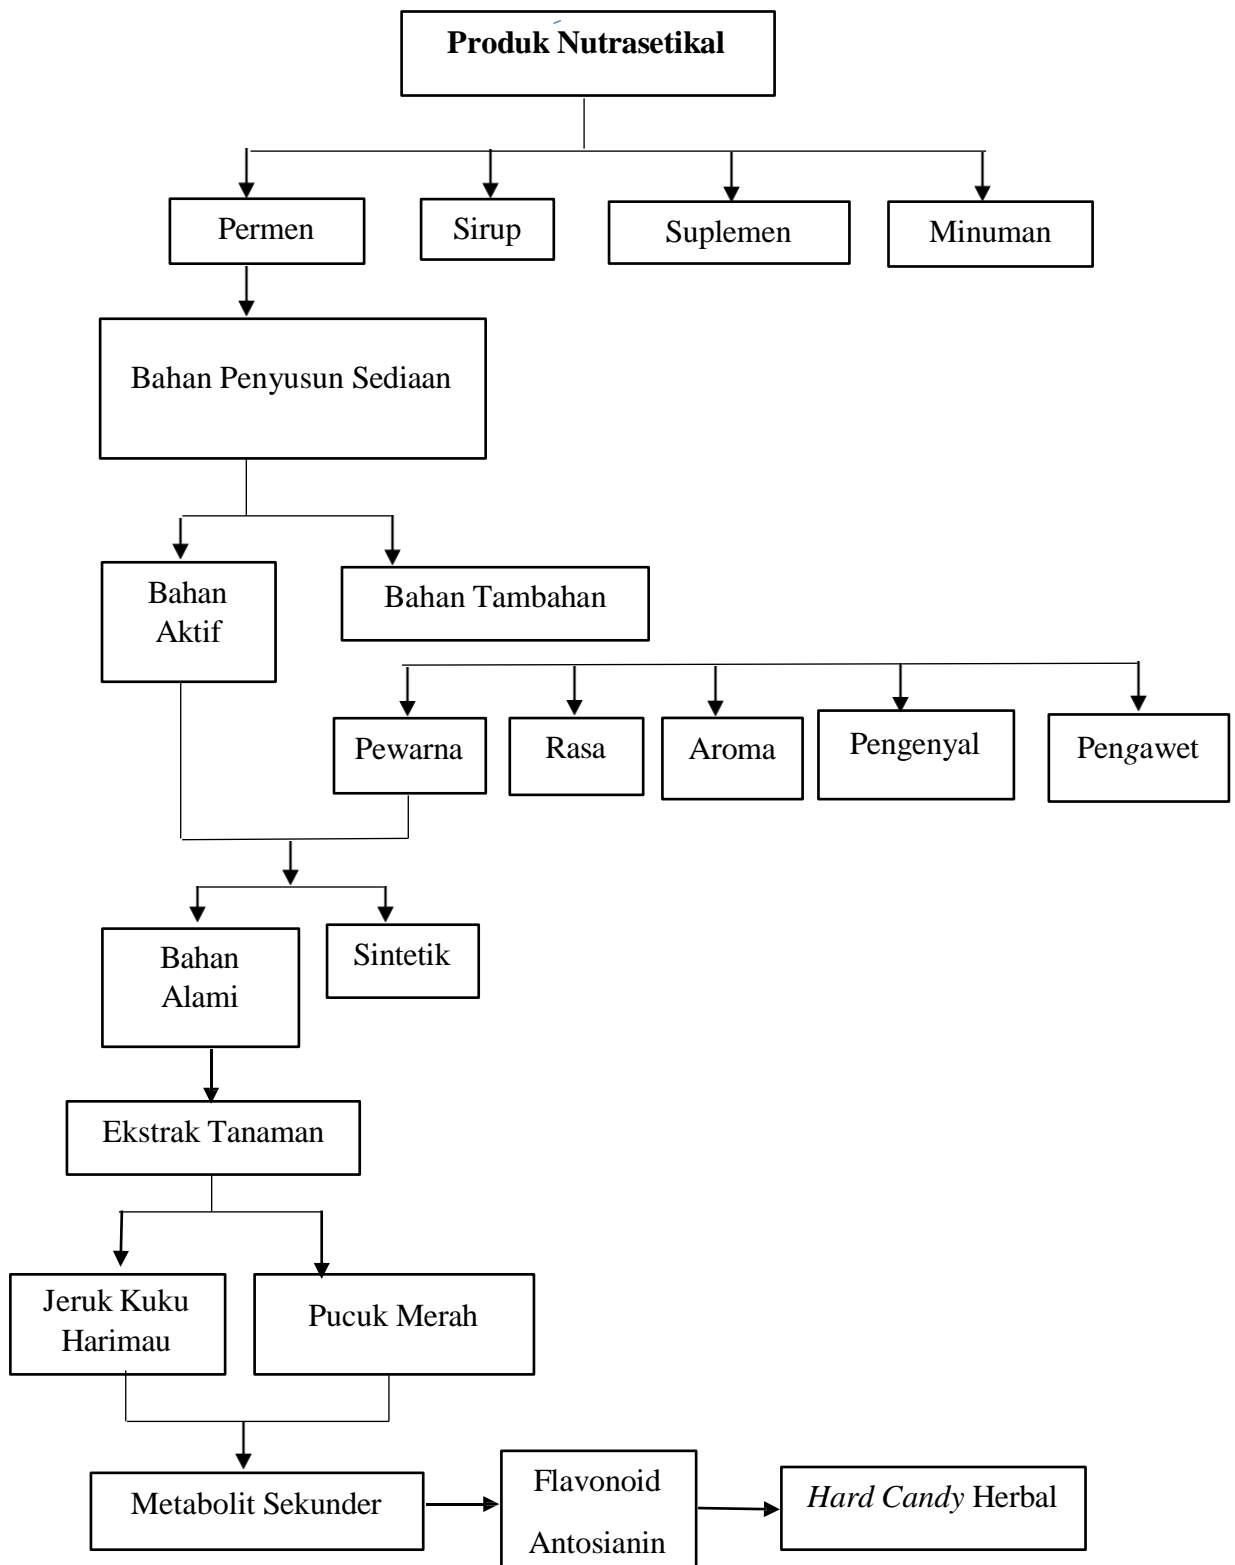 Produk Nutrasetikal
Permen
Sirup
Suplemen
Minuman
Bahan Penyusun Sediaan
Bahan
Aktif
Bahan Tambahan
Pewarna
Rasa
Aroma
Pengenyal
Pengawet
Bahan
Alami
Sintetik
Ekstrak Tanaman
Jeruk Kuku
Harimau
Pucuk Merah
Metabolit Sekunder
Flavonoid
Antosianin
Hard Candy Herbal